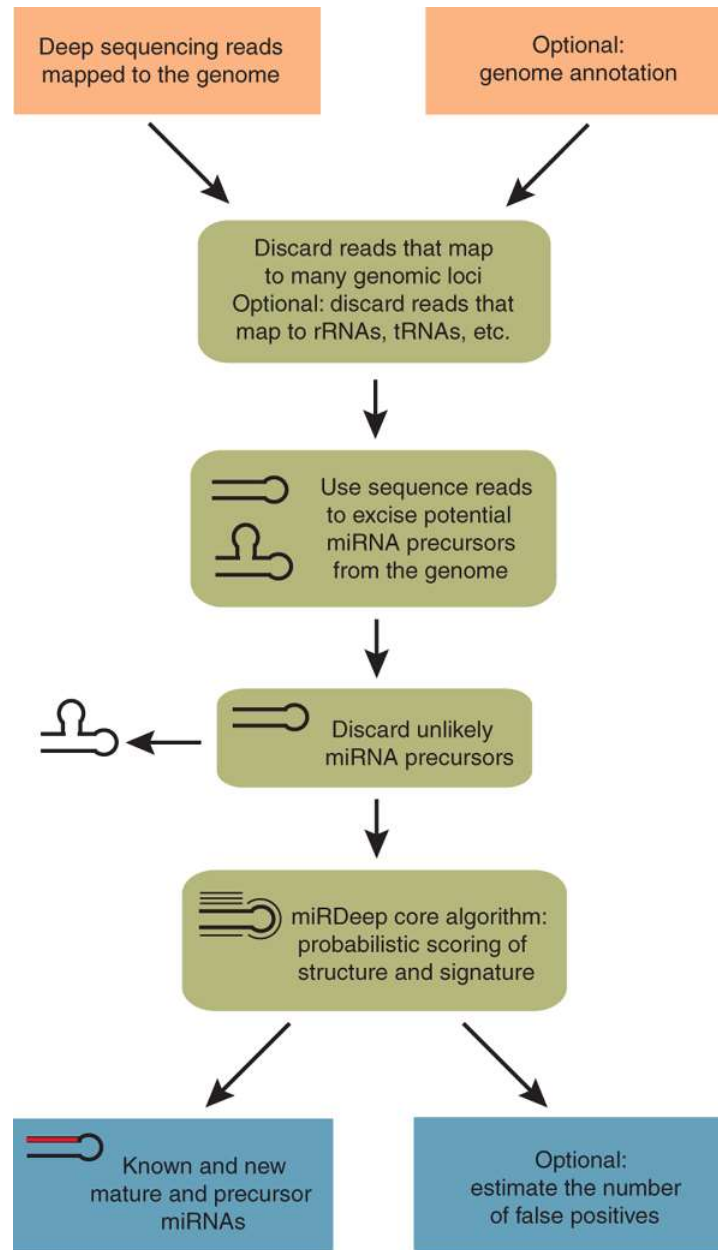 Deep sequencing reads
mapped to the genome
Optional:
genome annotation
Discard reads that map
to many genomic loci
Optional: discard reads that
map to rRNAs, tRNAs, etc.
Use sequence reads
to excise potential
miRNA precursors
from the genome
Discard unlikely
miRNA precursors
miRDeep core algorithm:
probabilistic scoring of
structure and signature
Known and new
mature and precursor
miRNAs
Optional:
estimate the number
of false positives